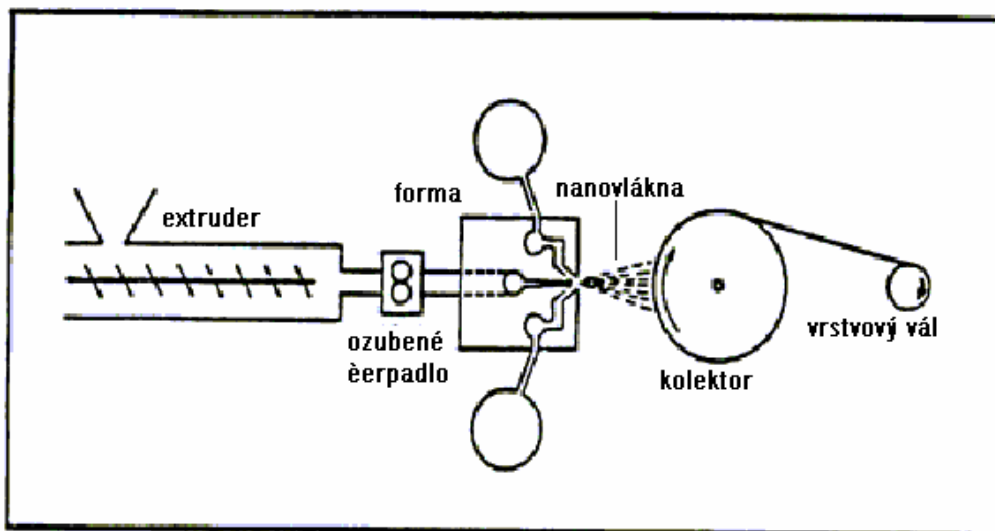 extruder
forma
nanovlákna
ozubené
èerpadlo
kolektor
vrstvový vál